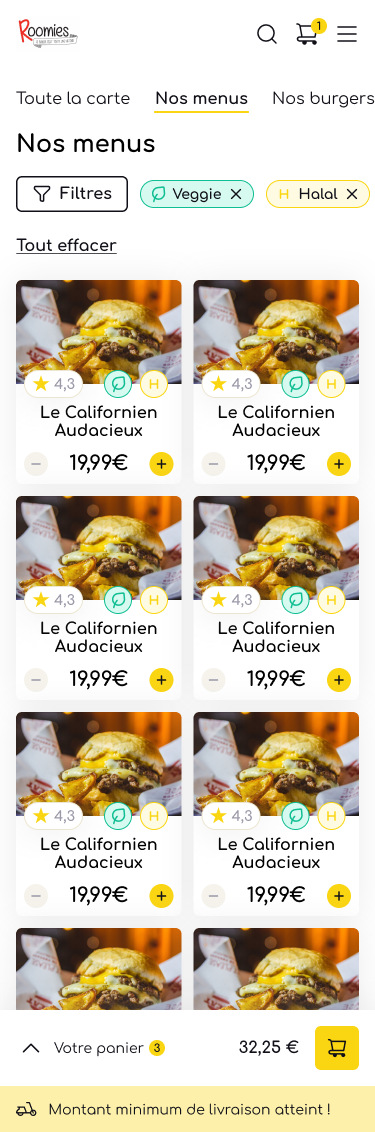 Roomies
1
Toute la carte Nos menus Nos burgers
Nos menus
Filtres Veggie H Halal
Tout effacer
4,3 H 4,3 H
Le Californien Le Californien
Audacieux Audacieux
19,99€ 19,99€
4,3 H 4,3 H
Le Californien Le Californien
Audacieux Audacieux
19,99€ 19,99€
4,3 H 4,3 H
Le Californien Le Californien
Audacieux Audacieux
19,99€ 19,99€
Votre panier 3 32,25 €
Montant minimum de livraison atteint !